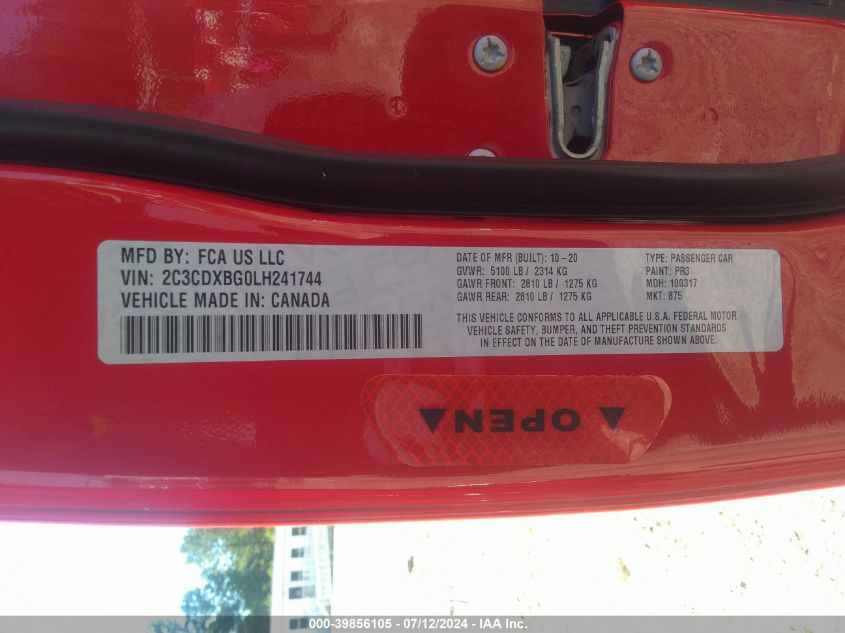 MFD BY: FCA US LLC
VIN: 2C3CDXBG0LH241744
VEHICLE MADE IN: CANADA
DATE OF MFR (BUILT): 10-20
GVWR: 5100 LB / 2314 KG
GAWR FRONT: 2810 LB / 1275 KG
GAWR REAR: 2810 LB / 1275 KG
TYPE: PASSENGER CAR
PAINT: PR3
MDH: 100317
MKT: 875
THIS VEHICLE CONFORMS TO ALL APPLICABLE U.S.A. FEDERAL MOTOR
VEHICLE SAFETY, BUMPER, AND THEFT PREVENTION STANDARDS
IN EFFECT ON THE DATE OF MANUFACTURE SHOWN ABOVE.
▲ OPEN ▲
000-39856105 - 07/12/2024 - IAA Inc.